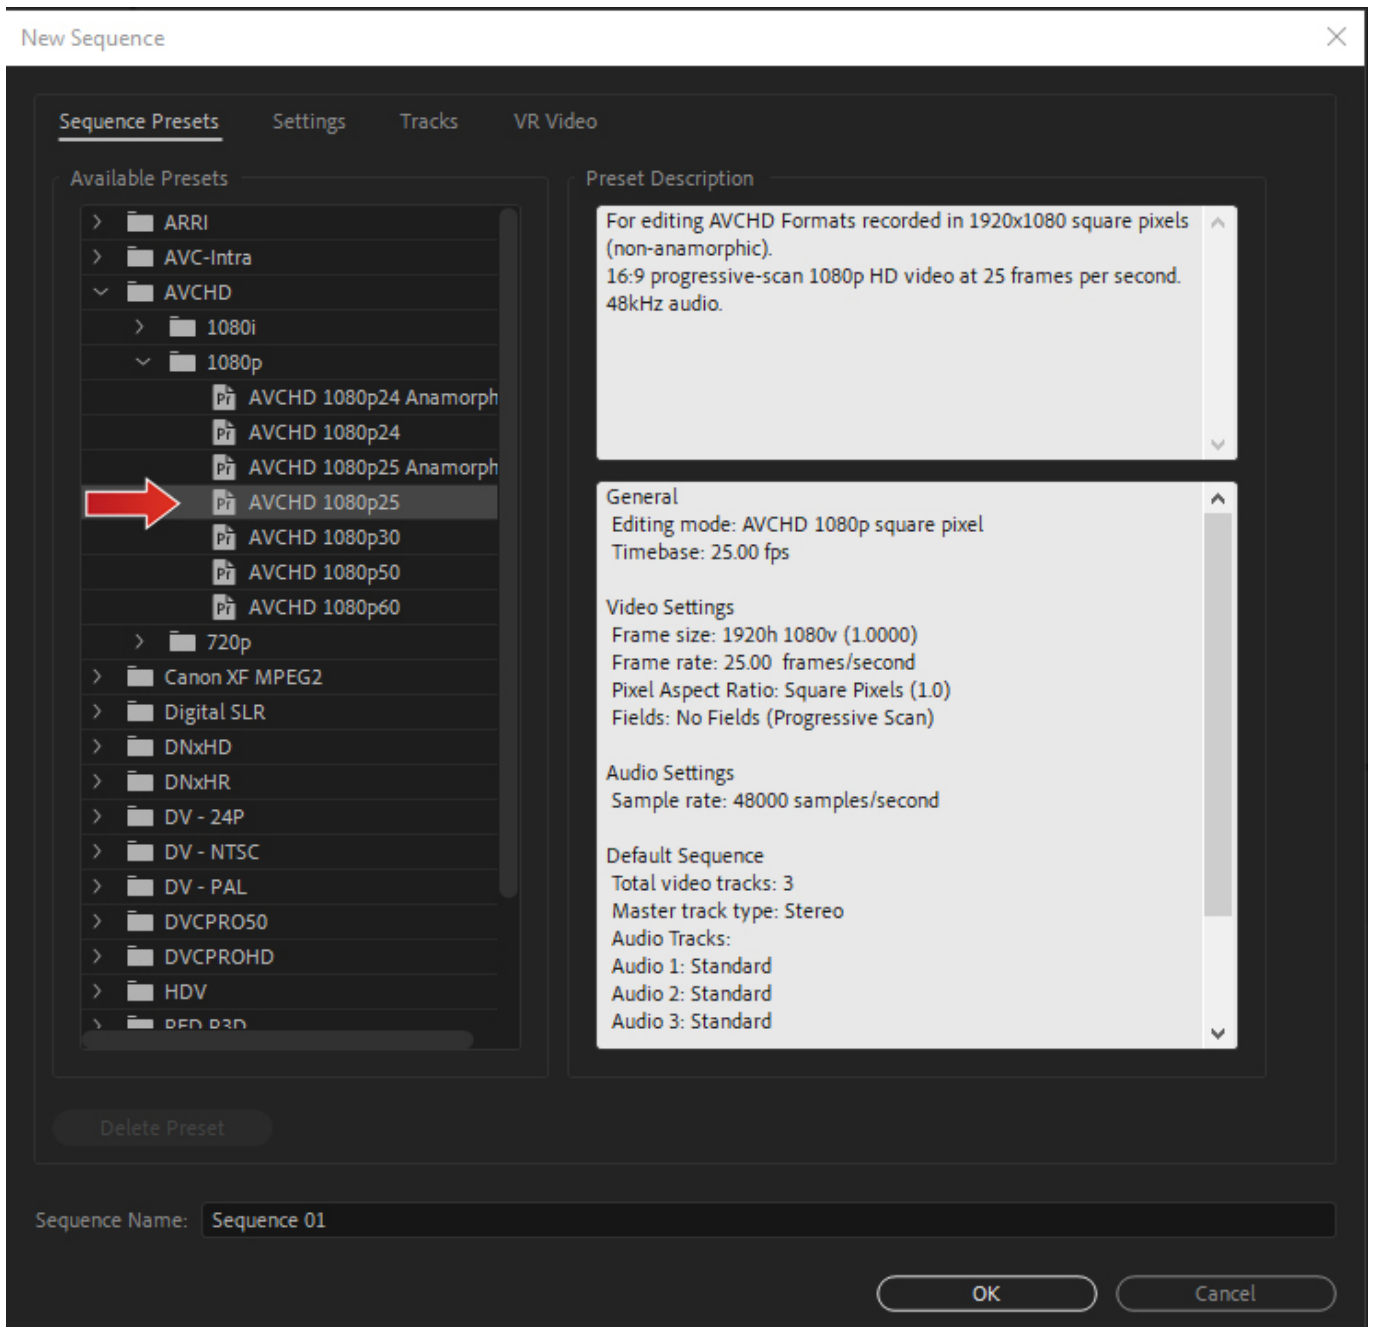 New Sequence
Sequence Presets
Settings
Tracks
VR Video
Available Presets
ARRI
AVC-Intra
AVCHD
1080i
1080p
AVCHD 1080p24 Anamorph
AVCHD 1080p24
AVCHD 1080p25 Anamorph
AVCHD 1080p25
AVCHD 1080p30
AVCHD 1080p50
AVCHD 1080p60
720p
Canon XF MPEG2
Digital SLR
DNxHD
DNxHR
DV - 24P
DV - NTSC
DV - PAL
DVCPRO50
DVCPROHD
HDV
RED R3D
Delete Preset
Preset Description
For editing AVCHD Formats recorded in 1920x1080 square pixels
(non-anamorphic).
16:9 progressive-scan 1080p HD video at 25 frames per second.
48kHz audio.
General
Editing mode: AVCHD 1080p square pixel
Timebase: 25.00 fps
Video Settings
Frame size: 1920h 1080v (1.0000)
Frame rate: 25.00 frames/second
Pixel Aspect Ratio: Square Pixels (1.0)
Fields: No Fields (Progressive Scan)
Audio Settings
Sample rate: 48000 samples/second
Default Sequence
Total video tracks: 3
Master track type: Stereo
Audio Tracks:
Audio 1: Standard
Audio 2: Standard
Audio 3: Standard
Sequence Name: Sequence 01
OK
Cancel